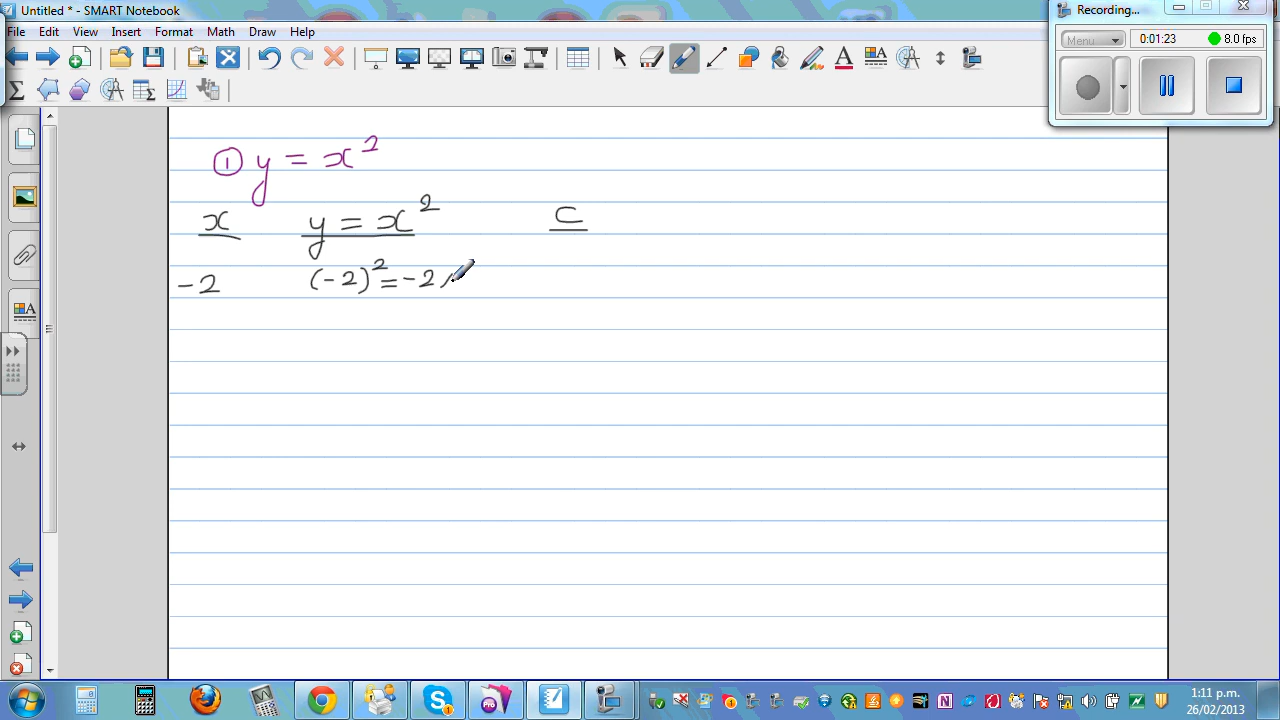 Untitled * - SMART Notebook
Recording...
File Edit View Insert Format Math Draw Help
Menu 0:01:23 8.0 fps
① y = x²
x y = x² C
-2 (-2)² = -2
1:11 p.m.
26/02/2013